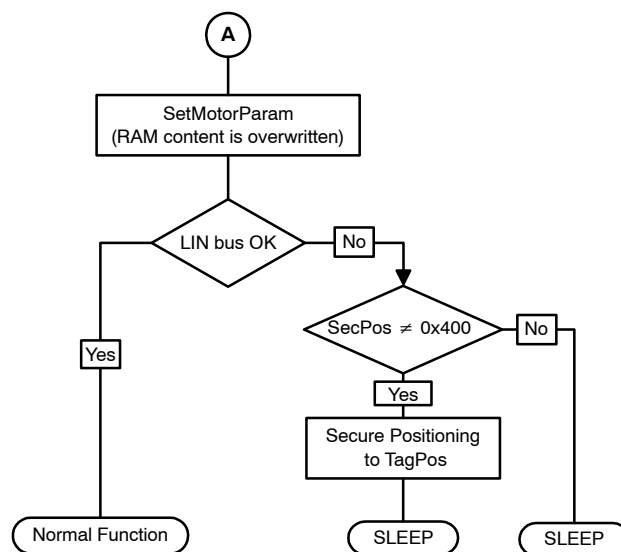 A
SetMotorParam
(RAM content is overwritten)
LIN bus OK
No
SecPos ≠ 0x400
No
Yes
Yes
Secure Positioning
to TagPos
Normal Function
SLEEP
SLEEP